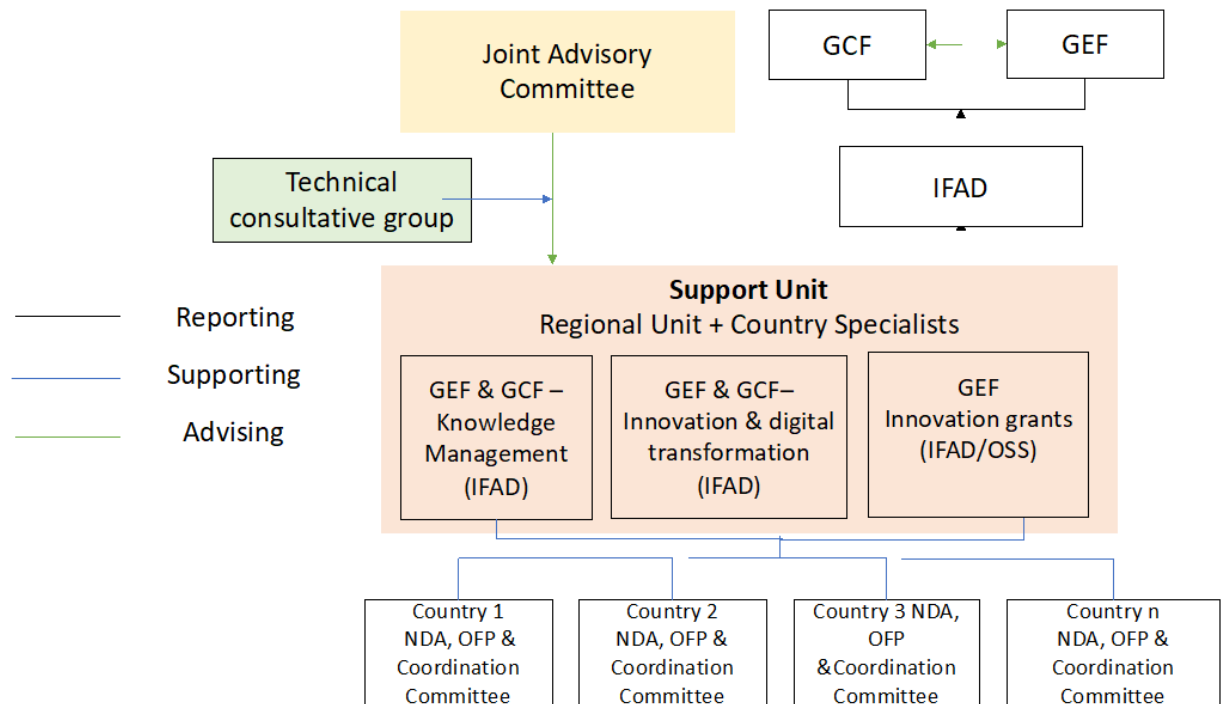 Joint Advisory
Committee
GCF
GEF
Technical
consultative group
IFAD
Support Unit
Regional Unit + Country Specialists
Reporting
Supporting
Advising
GEF & GCF –
Knowledge
Management
(IFAD)
GEF & GCF–
Innovation & digital
transformation
(IFAD)
GEF
Innovation grants
(IFAD/OSS)
Country 1
NDA, OFP &
Coordination
Committee
Country 2
NDA, OFP &
Coordination
Committee
Country 3 NDA,
OFP
&Coordination
Committee
Country n
NDA, OFP &
Coordination
Committee